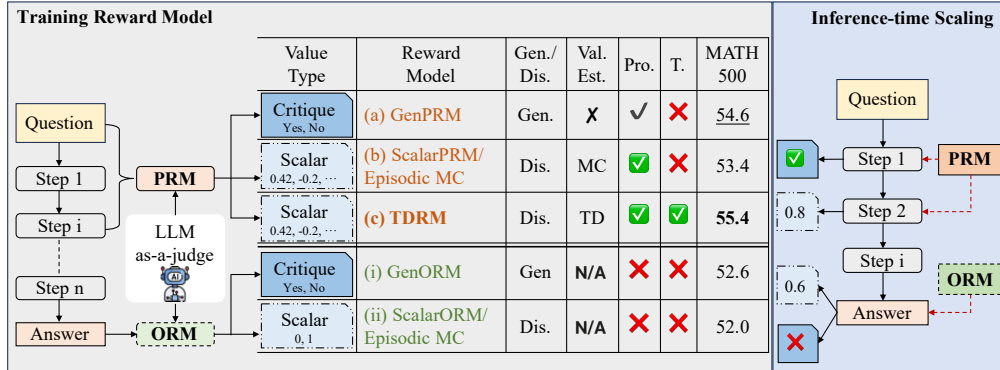 Training Reward Model
Inference-time Scaling
Value Type
Reward Model
Gen./ Dis.
Val. Est.
Pro.
T.
MATH 500
Question
Step 1
Step i
Step n
Answer
PRM
LLM
as-a-judge
AI
ORM
Critique
Yes, No
(a) GenPRM
Gen.
✗
✓
❌
54.6
Scalar
0.42, -0.2, ···
(b) ScalarPRM/
Episodic MC
Dis.
MC
✅
❌
53.4
Scalar
0.42, -0.2, ···
(c) TDRM
Dis.
TD
✅
✅
55.4
Critique
Yes, No
(i) GenORM
Gen
N/A
❌
❌
52.6
Scalar
0, 1
(ii) ScalarORM/
Episodic MC
Dis.
N/A
❌
❌
52.0
Question
✅
Step 1
PRM
0.8
Step 2
Step i
0.6
ORM
Answer
❌